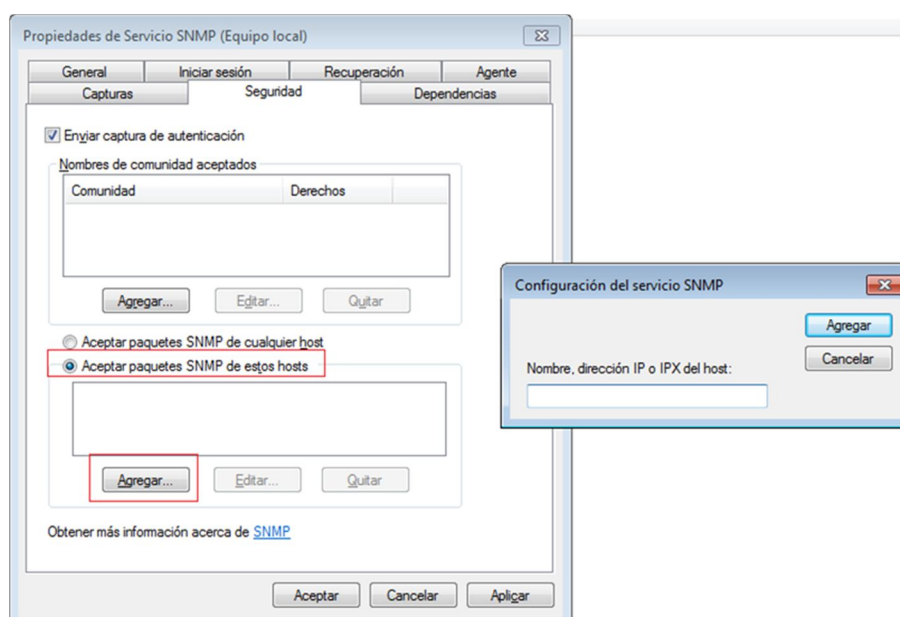 Propiedades de Servicio SNMP (Equipo local)
General Iniciar sesión Recuperación Agente
Capturas Seguridad Dependencias
Enviar captura de autenticación
Nombres de comunidad aceptados
Comunidad Derechos
Agregar... Editar... Quitar
Aceptar paquetes SNMP de cualquier host
Aceptar paquetes SNMP de estos hosts
Agregar... Editar... Quitar
Obtener más información acerca de SNMP
Aceptar Cancelar Aplicar
Configuración del servicio SNMP
Agregar
Cancelar
Nombre, dirección IP o IPX del host: